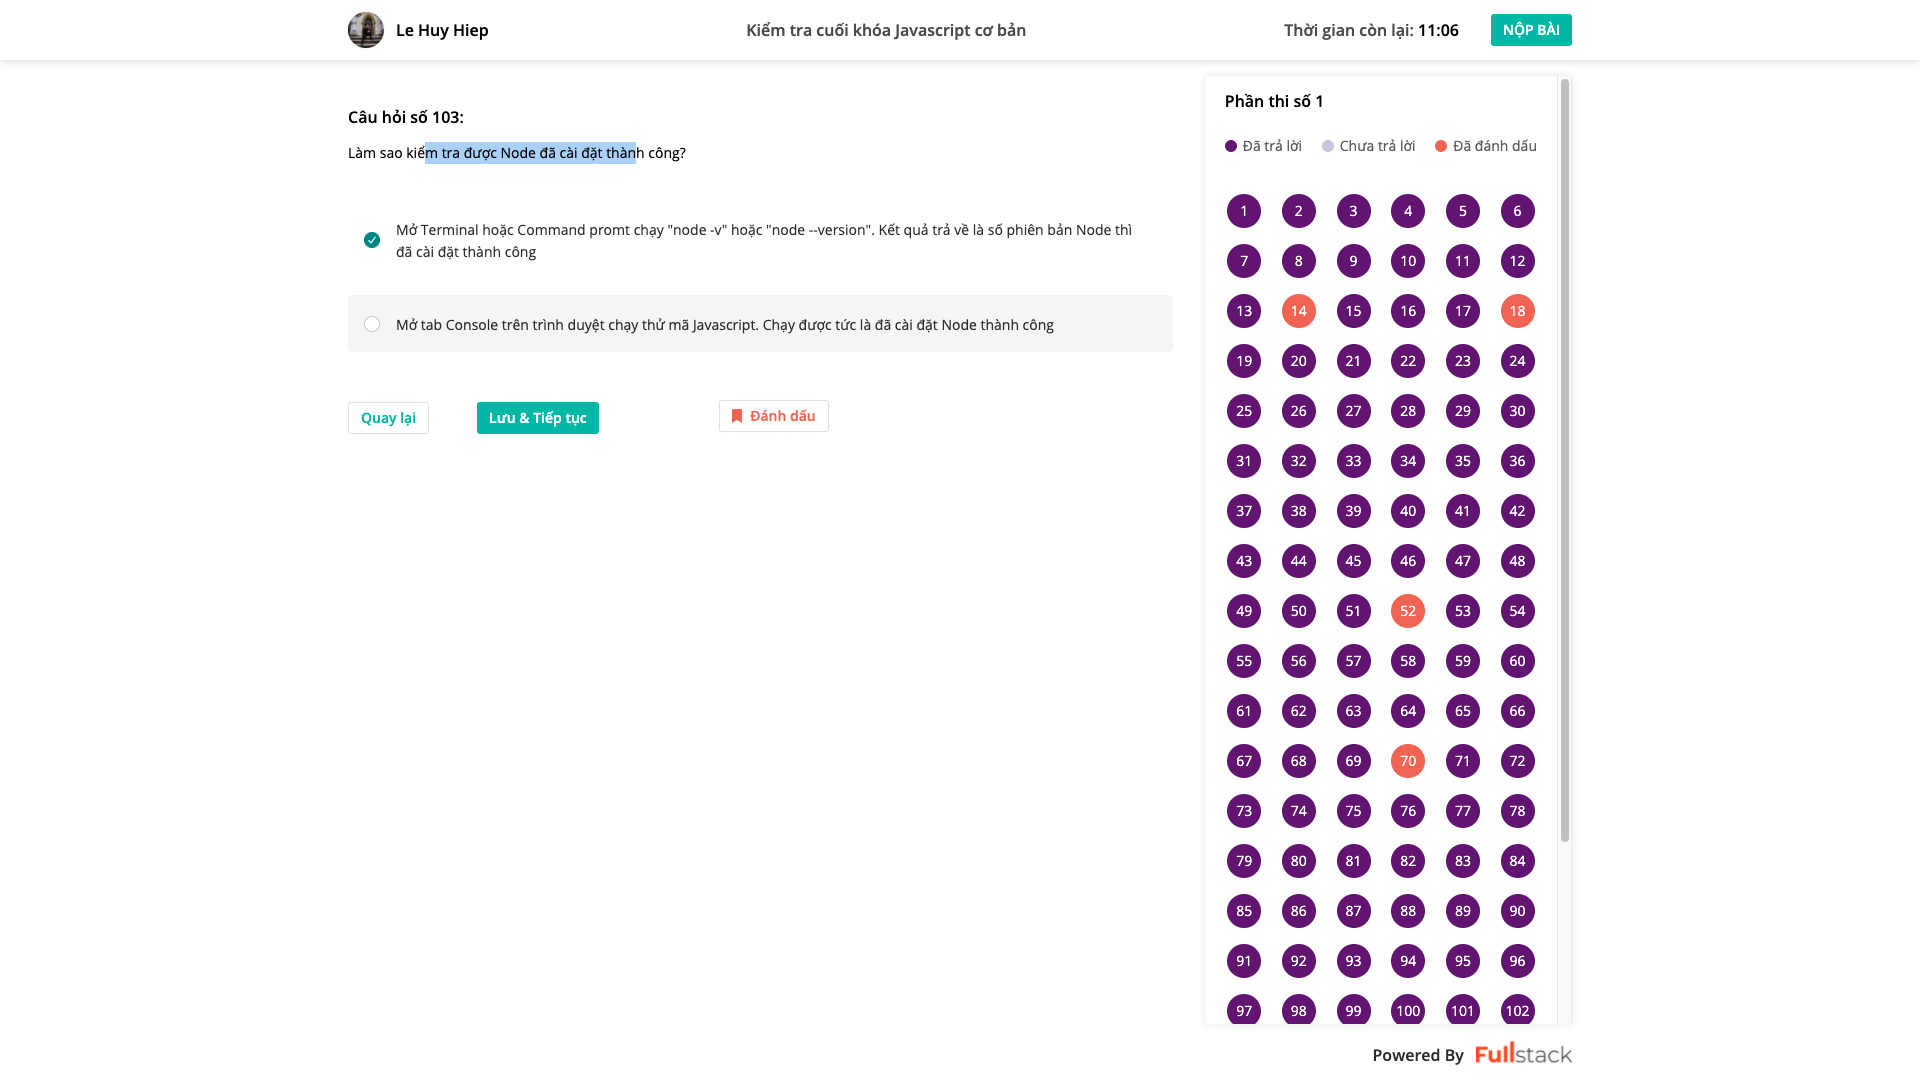 Le Huy Hiep
Kiểm tra cuối khóa Javascript cơ bản
Thời gian còn lại: 11:06
NỘP BÀI
Câu hỏi số 103:
Làm sao kiểm tra được Node đã cài đặt thành công?
Mở Terminal hoặc Command promt chạy "node -v" hoặc "node --version". Kết quả trả về là số phiên bản Node thì
đã cài đặt thành công
Mở tab Console trên trình duyệt chạy thử mã Javascript. Chạy được tức là đã cài đặt Node thành công
Quay lại
Lưu & Tiếp tục
Đánh dấu
Phần thi số 1
Đã trả lời
Chưa trả lời
Đã đánh dấu
1 2 3 4 5 6
7 8 9 10 11 12
13 14 15 16 17 18
19 20 21 22 23 24
25 26 27 28 29 30
31 32 33 34 35 36
37 38 39 40 41 42
43 44 45 46 47 48
49 50 51 52 53 54
55 56 57 58 59 60
61 62 63 64 65 66
67 68 69 70 71 72
73 74 75 76 77 78
79 80 81 82 83 84
85 86 87 88 89 90
91 92 93 94 95 96
97 98 99 100 101 102
Powered By Fullstack